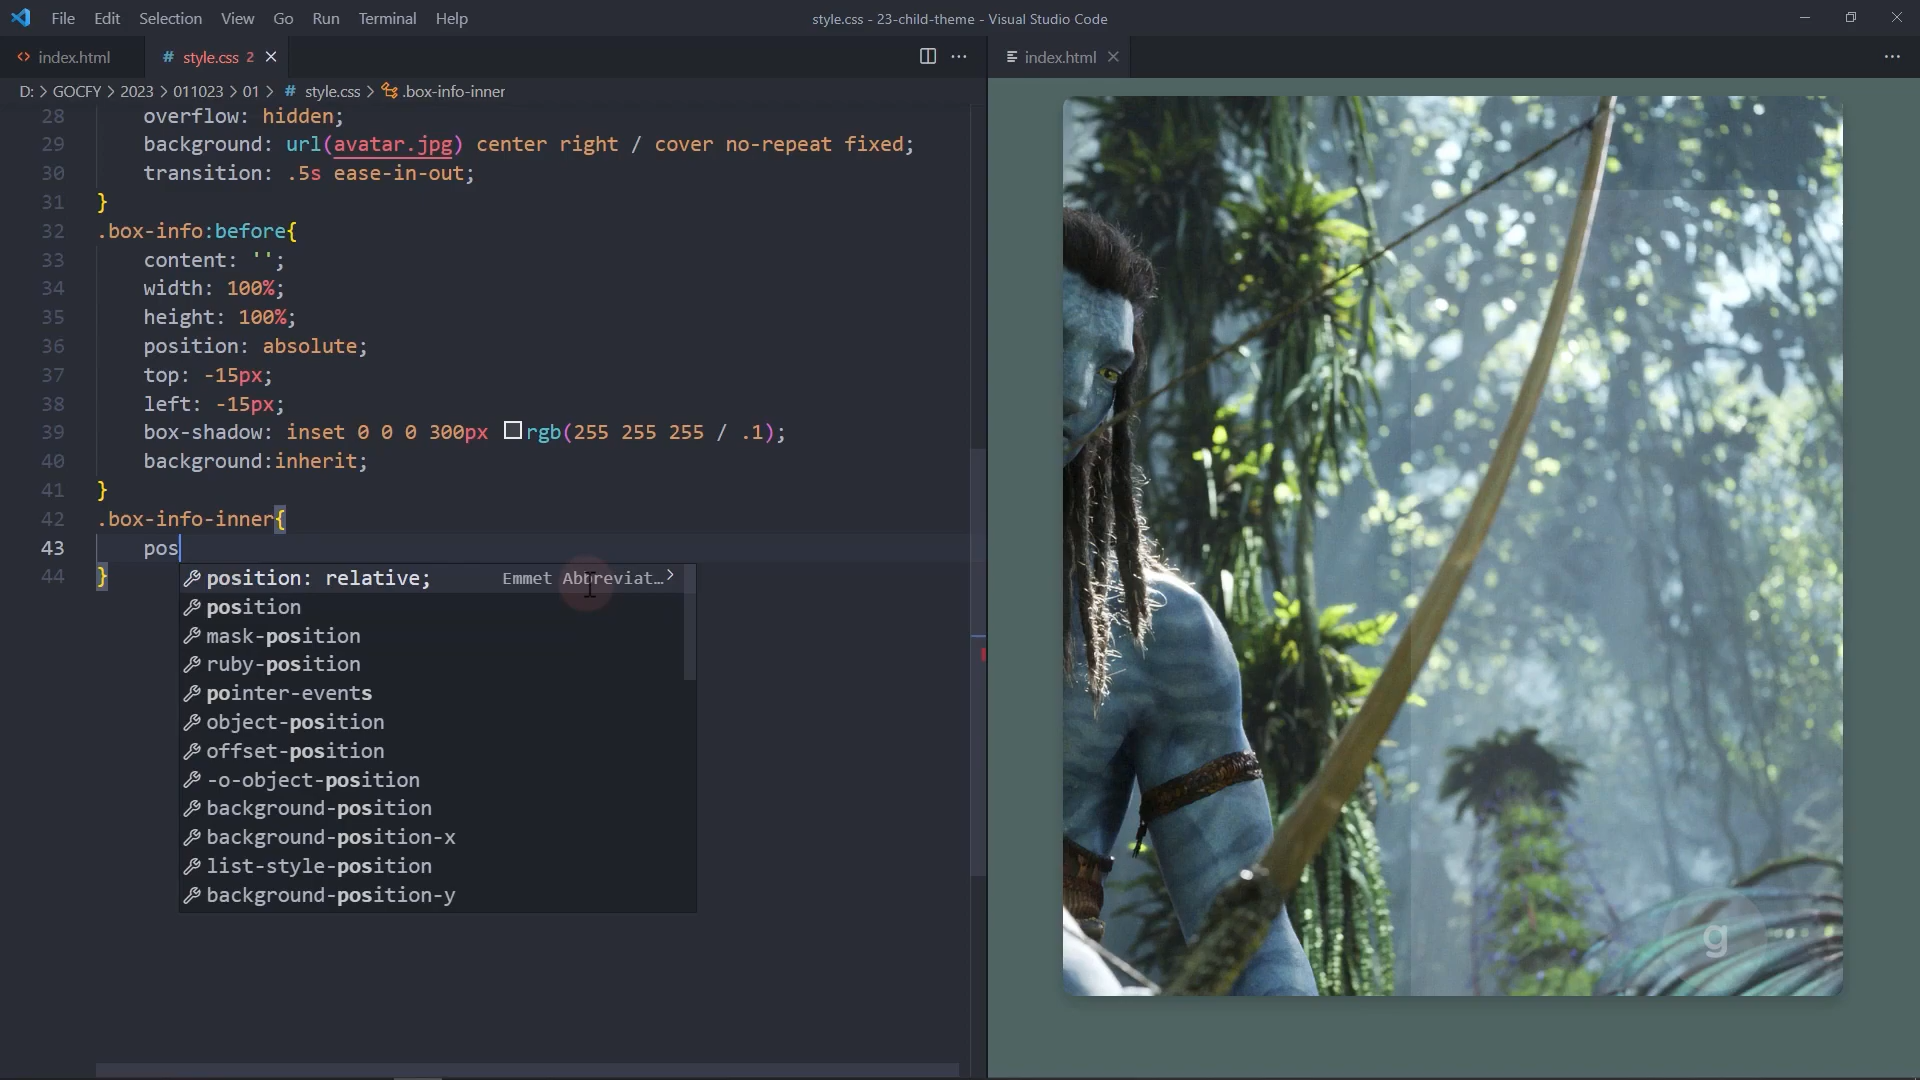 File Edit Selection View Go Run Terminal Help
style.css - 23-child-theme - Visual Studio Code
index.html
# style.css 2
index.html
D: > GOCFY > 2023 > 011023 > 01 > # style.css > .box-info-inner
28 overflow: hidden;
29 background: url(avatar.jpg) center right / cover no-repeat fixed;
30 transition: .5s ease-in-out;
31 }
32 .box-info:before{
33 content: '';
34 width: 100%;
35 height: 100%;
36 position: absolute;
37 top: -15px;
38 left: -15px;
39 box-shadow: inset 0 0 0 300px rgb(255 255 255 / .1);
40 background:inherit;
41 }
42 .box-info-inner{
43 pos
44 }
position: relative; Emmet Abbreviat…
position
mask-position
ruby-position
pointer-events
object-position
offset-position
-o-object-position
background-position
background-position-x
list-style-position
background-position-y
g